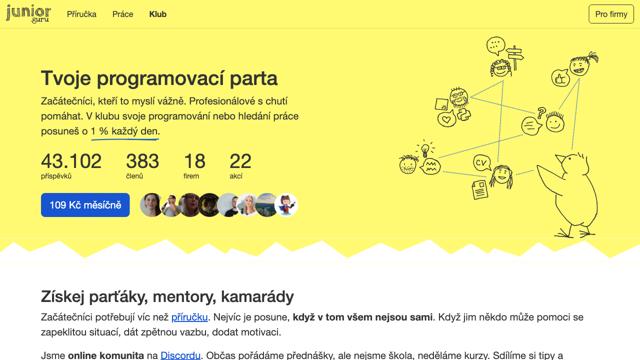 junior
.guru
Příručka
Práce
Klub
Pro firmy
Tvoje programovací parta
Začátečníci, kteří to myslí vážně. Profesionálové s chutí
pomáhat. V klubu svoje programování nebo hledání práce
posuneš o 1 % každý den.
43.102
příspěvků
383
členů
18
firem
22
akcí
109 Kč měsíčně
CV
Získej parťáky, mentory, kamarády
Začátečníci potřebují víc než příručku. Nejvíc je posune, když v tom všem nejsou sami. Když jim někdo může pomoci se
zapeklitou situací, dát zpětnou vazbu, dodat motivaci.
Jsme online komunita na Discordu. Občas pořádáme přednášky, ale nejsme škola, neděláme kurzy. Sdílíme si tipy a